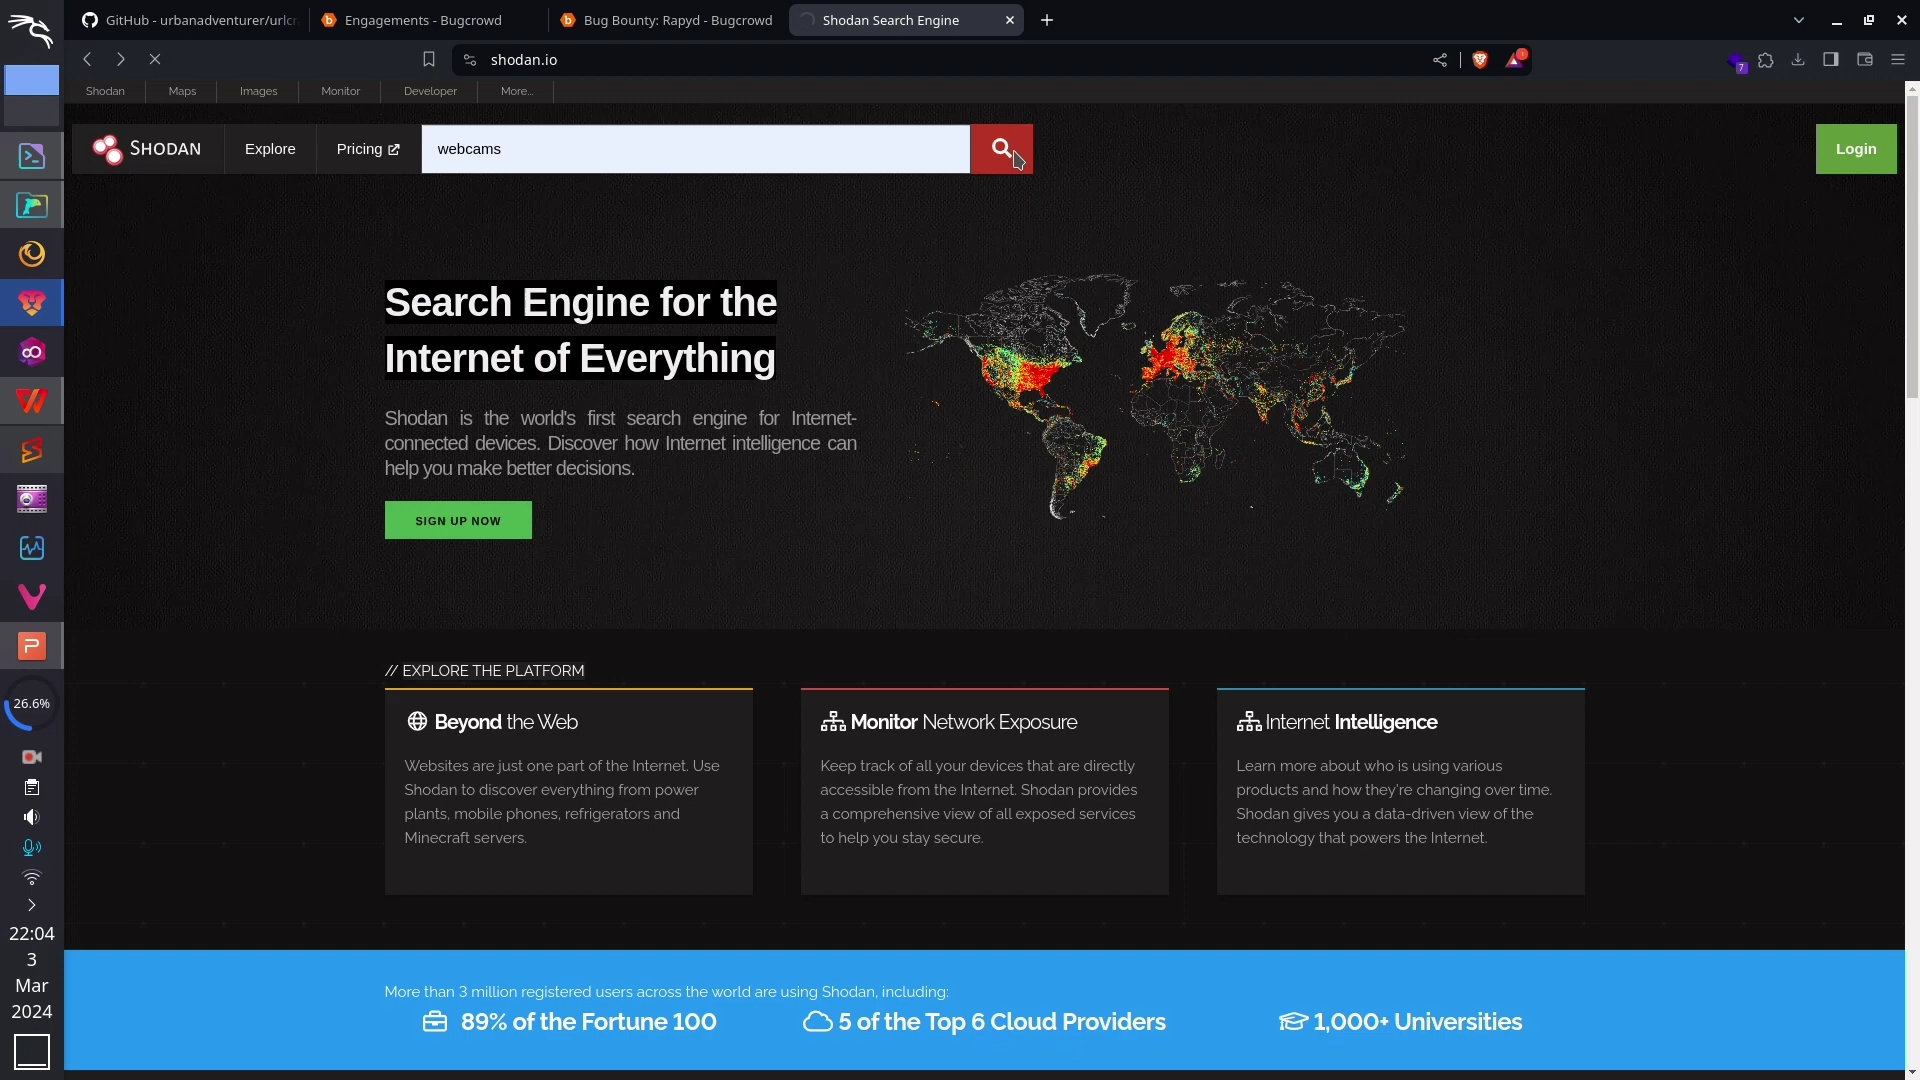 GitHub - urbanadventurer/urlcr
Engagements - Bugcrowd
Bug Bounty: Rapyd - Bugcrowd
Shodan Search Engine
shodan.io
7
Shodan
Maps
Images
Monitor
Developer
More...
SHODAN
Explore
Pricing
webcams
Login
Search Engine for the
Internet of Everything
Shodan is the world's first search engine for Internet-
connected devices. Discover how Internet intelligence can
help you make better decisions.
SIGN UP NOW
// EXPLORE THE PLATFORM
Beyond the Web
Websites are just one part of the Internet. Use
Shodan to discover everything from power
plants, mobile phones, refrigerators and
Minecraft servers.
Monitor Network Exposure
Keep track of all your devices that are directly
accessible from the Internet. Shodan provides
a comprehensive view of all exposed services
to help you stay secure.
Internet Intelligence
Learn more about who is using various
products and how they're changing over time.
Shodan gives you a data-driven view of the
technology that powers the Internet.
More than 3 million registered users across the world are using Shodan, including:
89% of the Fortune 100
5 of the Top 6 Cloud Providers
1,000+ Universities
26.6%
22:04
3
Mar
2024